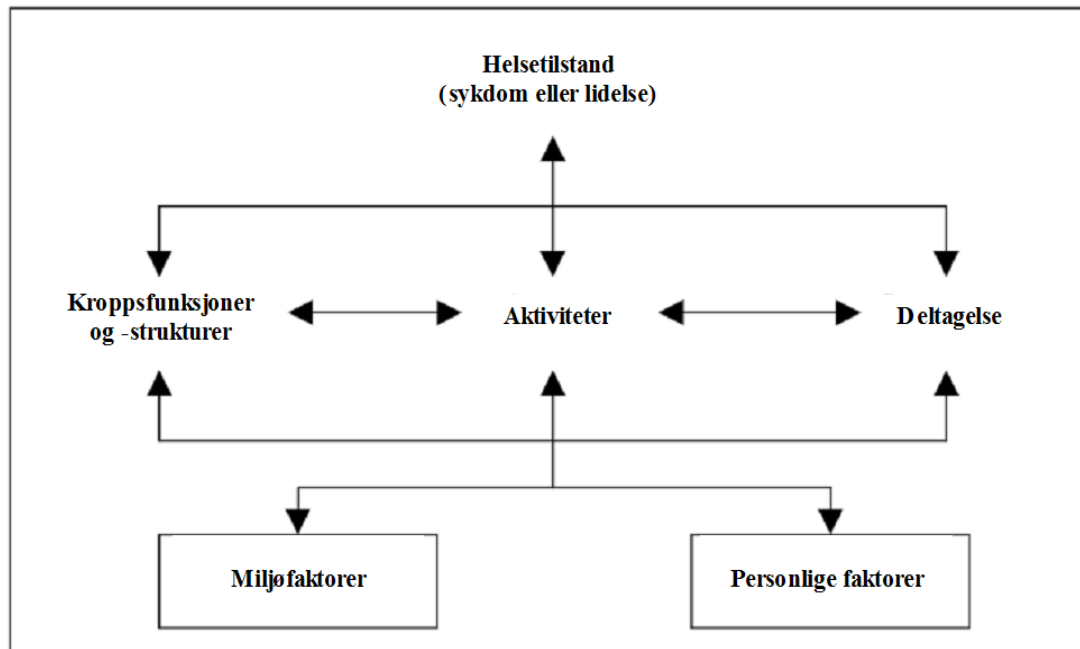 Helsetilstand
(sykdom eller lidelse)
Kroppsfunksjoner
og -strukturer
Aktiviteter
Deltagelse
Miljøfaktorer
Personlige faktorer